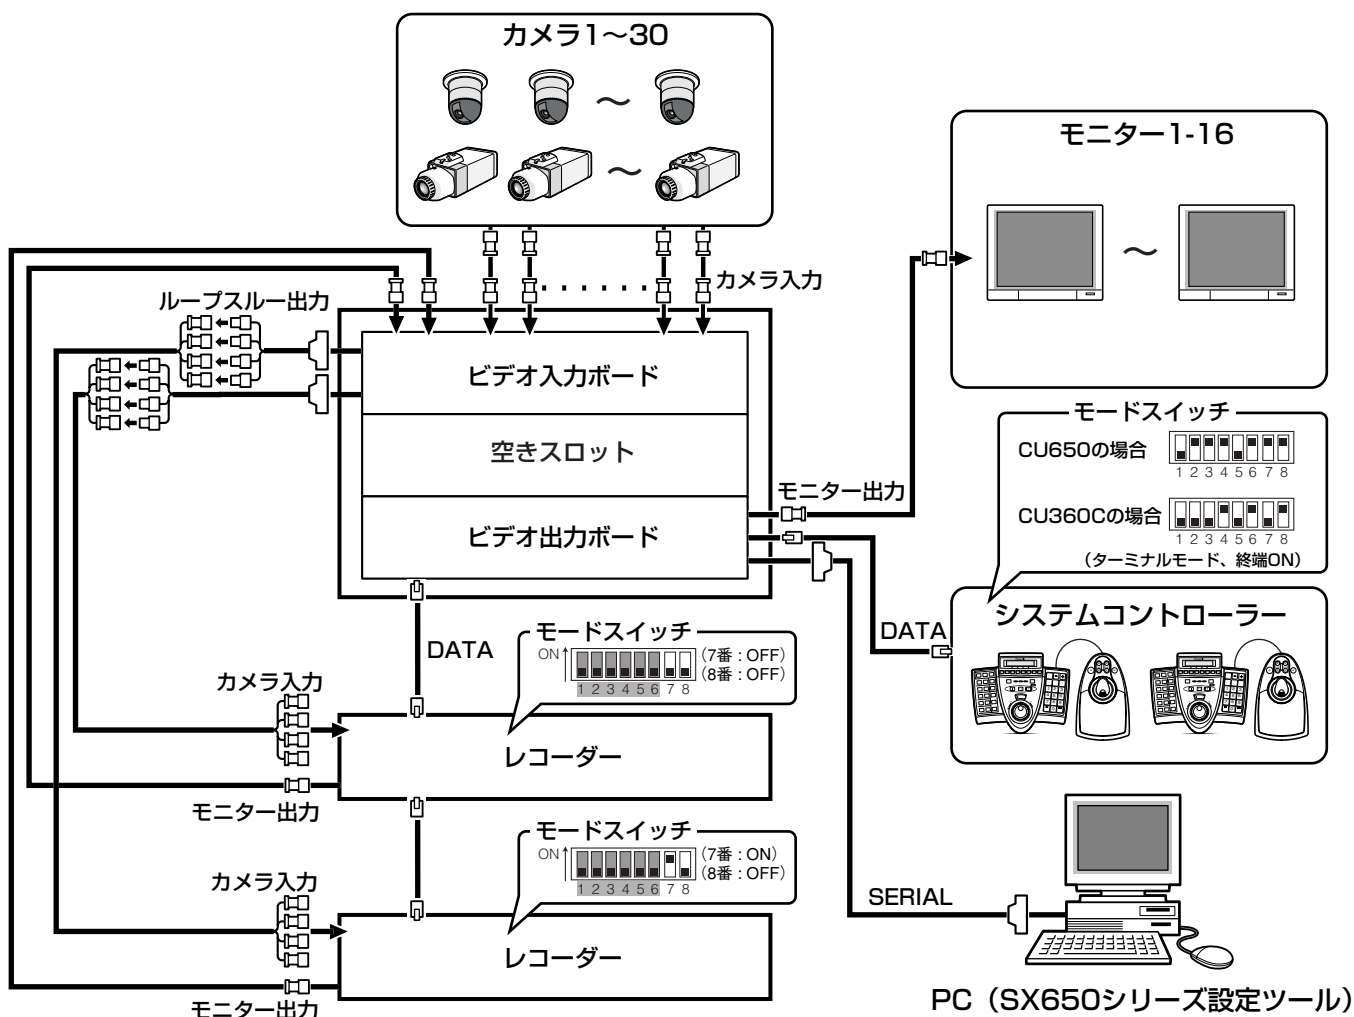 カメラ1～30
モニター1-16
カメラ入力
ループスルー出力
ビデオ入力ボード
空きスロット
ビデオ出力ボード
モニター出力
モードスイッチ
CU650の場合
1 2 3 4 5 6 7 8
CU360Cの場合
1 2 3 4 5 6 7 8
（ターミナルモード、終端ON）
システムコントローラー
DATA
DATA
モードスイッチ
ON
（7番：OFF）
（8番：OFF）
1 2 3 4 5 6 7 8
カメラ入力
レコーダー
モニター出力
モードスイッチ
ON
（7番：ON）
（8番：OFF）
1 2 3 4 5 6 7 8
カメラ入力
レコーダー
モニター出力
SERIAL
PC（SX650シリーズ設定ツール）